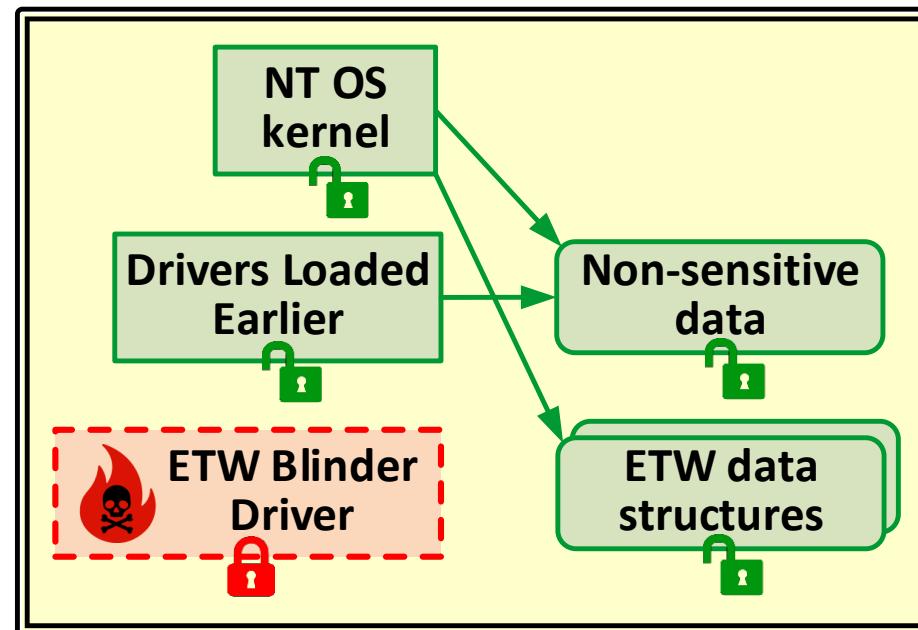 NT OS
kernel
Drivers Loaded
Earlier
Non-sensitive
data
ETW Blinder
Driver
ETW data
structures